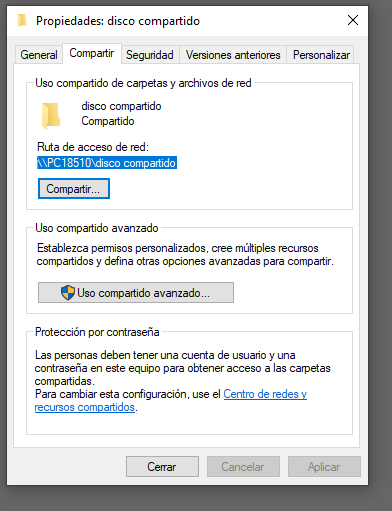 Propiedades: disco compartido
General Compartir Seguridad Versiones anteriores Personalizar
Uso compartido de carpetas y archivos de red
disco compartido
Compartido
Ruta de acceso de red:
\\PC18510\disco compartido
Compartir...
Uso compartido avanzado
Establezca permisos personalizados, cree múltiples recursos
compartidos y defina otras opciones avanzadas para compartir.
Uso compartido avanzado...
Protección por contraseña
Las personas deben tener una cuenta de usuario y una
contraseña en este equipo para obtener acceso a las carpetas
compartidas.
Para cambiar esta configuración, use el Centro de redes y
recursos compartidos.
Cerrar Cancelar Aplicar